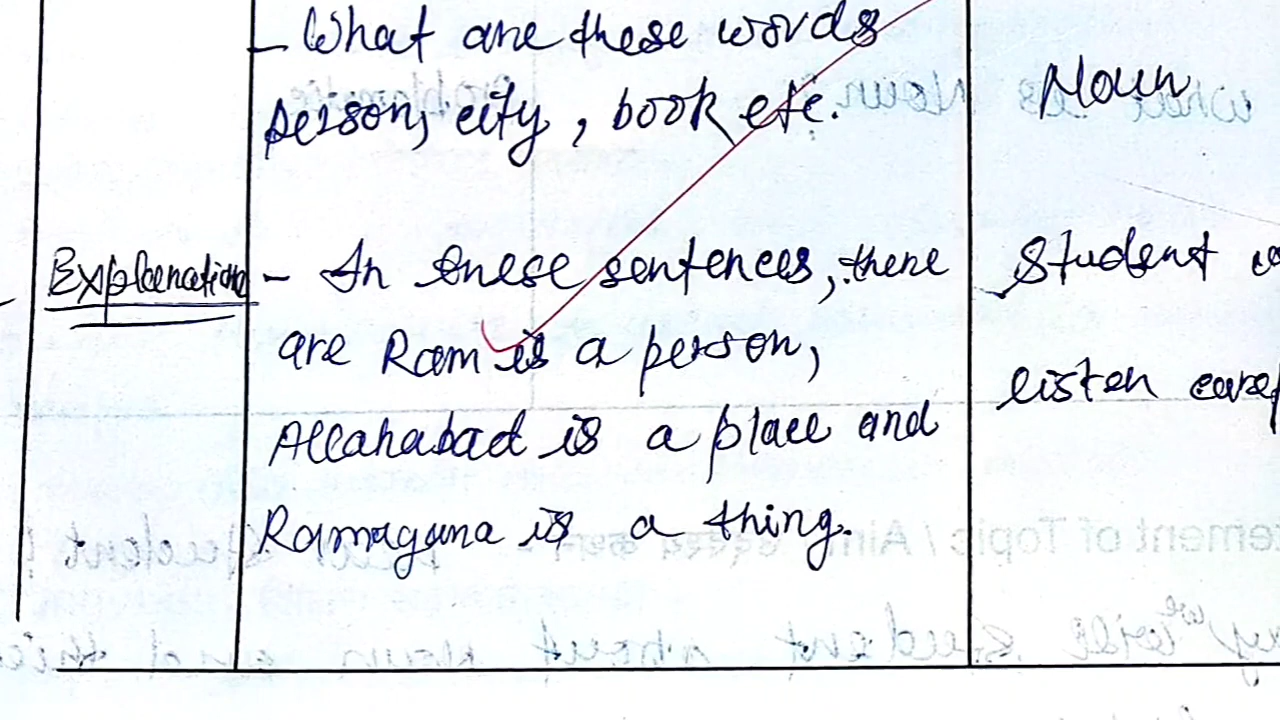 - What are these words
person, city, book etc.
Noun
Explanation
- In these sentences, there
are Ram is a person,
Allahabad is a place and
Ramayana is a thing.
Student
listen